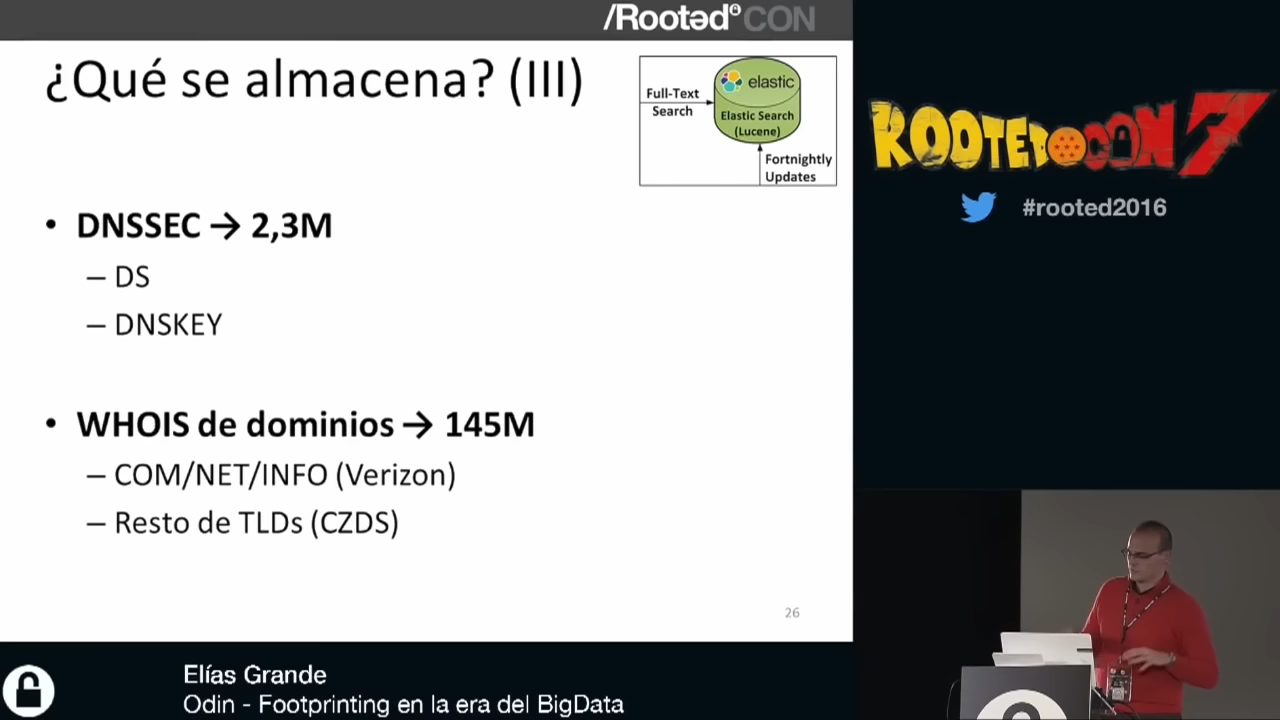 /RootedCON
¿Qué se almacena? (III)
elastic
Full-Text
Search
Elastic Search
(Lucene)
Fortnightly
Updates
• DNSSEC → 2,3M
– DS
– DNSKEY
• WHOIS de dominios → 145M
– COM/NET/INFO (Verizon)
– Resto de TLDs (CZDS)
26
ROOTEDCON 7
#rooted2016
Elías Grande
Odin - Footprinting en la era del BigData